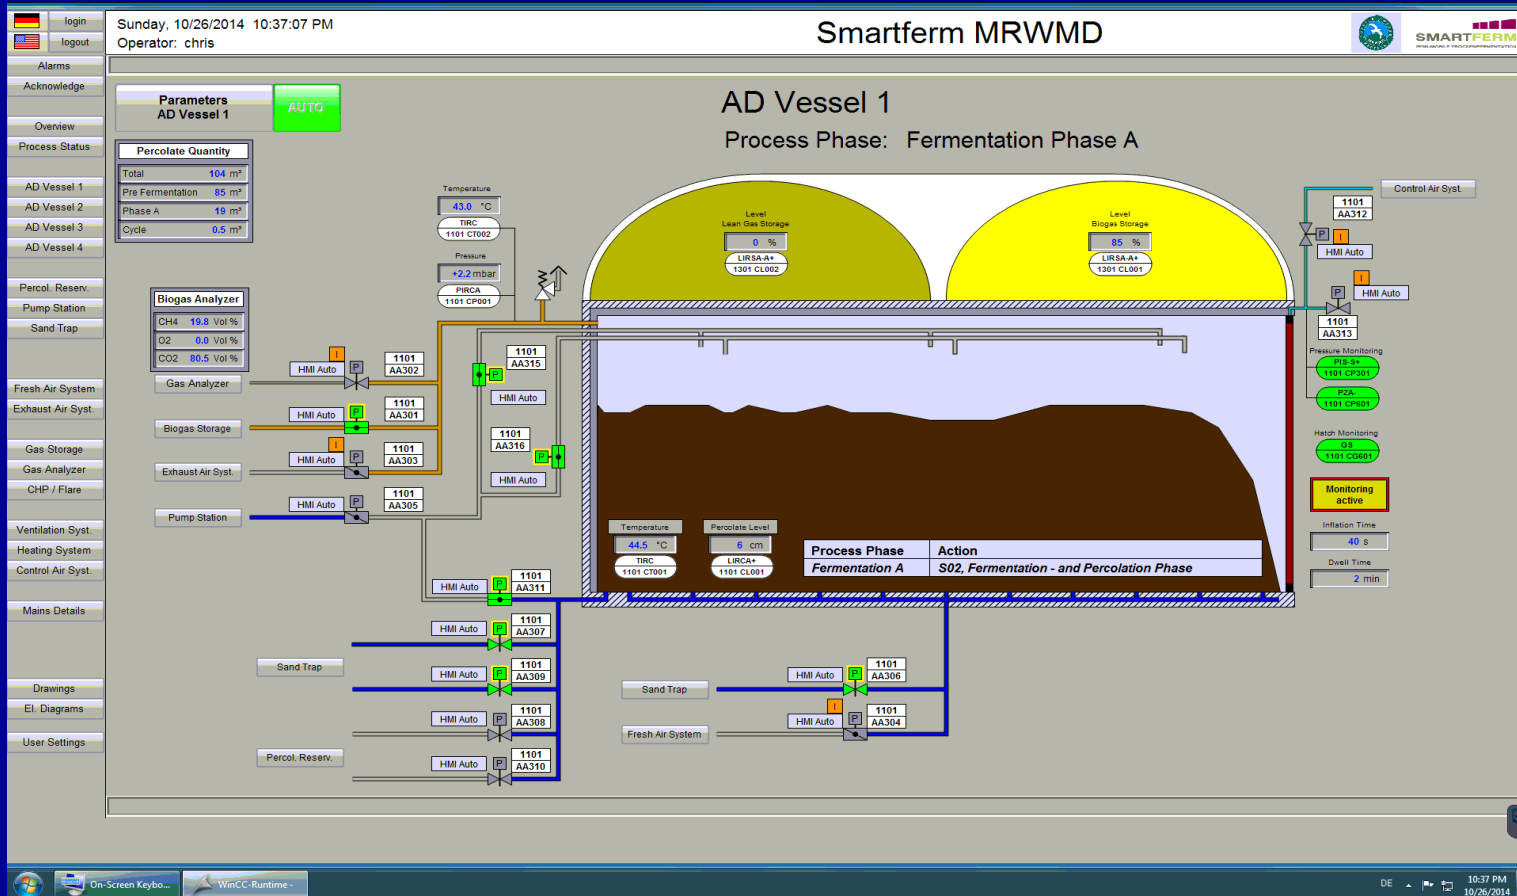 login
logout
Sunday, 10/26/2014 10:37:07 PM
Operator: chris
Smartferm MRWMD
SMARTFERM
Alarms
Acknowledge
Overview
Process Status
AD Vessel 1
AD Vessel 2
AD Vessel 3
AD Vessel 4
Percol. Reserv.
Pump Station
Sand Trap
Fresh Air System
Exhaust Air Syst.
Gas Storage
Gas Analyzer
CHP / Flare
Ventilation Syst.
Heating System
Control Air Syst.
Mains Details
Drawings
El. Diagrams
User Settings
Parameters
AD Vessel 1
AUTO
AD Vessel 1
Process Phase: Fermentation Phase A
Percolate Quantity
Total 104 m³
Pre Fermentation 85 m³
Phase A 19 m³
Cycle 0.5 m³
Temperature
43.0 °C
TIRC
1101 CT002
Pressure
+2.2 mbar
PIRCA
1101 CP001
Level
Lean Gas Storage
0 %
LIRSA-A+
1301 CL002
Level
Biogas Storage
85 %
LIRSA-A+
1301 CL001
Control Air Syst.
1101
AA312
P
I
HMI Auto
I
P
HMI Auto
1101
AA313
Biogas Analyzer
CH4 19.8 Vol %
O2 0.0 Vol %
CO2 80.5 Vol %
Gas Analyzer
I
HMI Auto
P
1101
AA302
Biogas Storage
HMI Auto
P
1101
AA301
Exhaust Air Syst.
I
HMI Auto
P
1101
AA303
Pump Station
HMI Auto
P
1101
AA305
1101
AA315
P
HMI Auto
1101
AA316
P
HMI Auto
Pressure Monitoring
PIS-S+
1101 CP301
PZA-
1101 CP601
Hatch Monitoring
GS
1101 CG601
Monitoring
active
Inflation Time
40 s
Dwell Time
2 min
Temperature
44.5 °C
TIRC
1101 CT001
Percolate Level
6 cm
LIRCA+
1101 CL001
Process Phase Action
Fermentation A S02, Fermentation - and Percolation Phase
HMI Auto
P
1101
AA311
HMI Auto
P
1101
AA307
Sand Trap
HMI Auto
P
1101
AA309
HMI Auto
P
1101
AA308
Percol. Reserv.
HMI Auto
P
1101
AA310
Sand Trap
HMI Auto
P
1101
AA306
Fresh Air System
I
HMI Auto
P
1101
AA304
On-Screen Keybo...
WinCC-Runtime -
DE
10:37 PM
10/26/2014